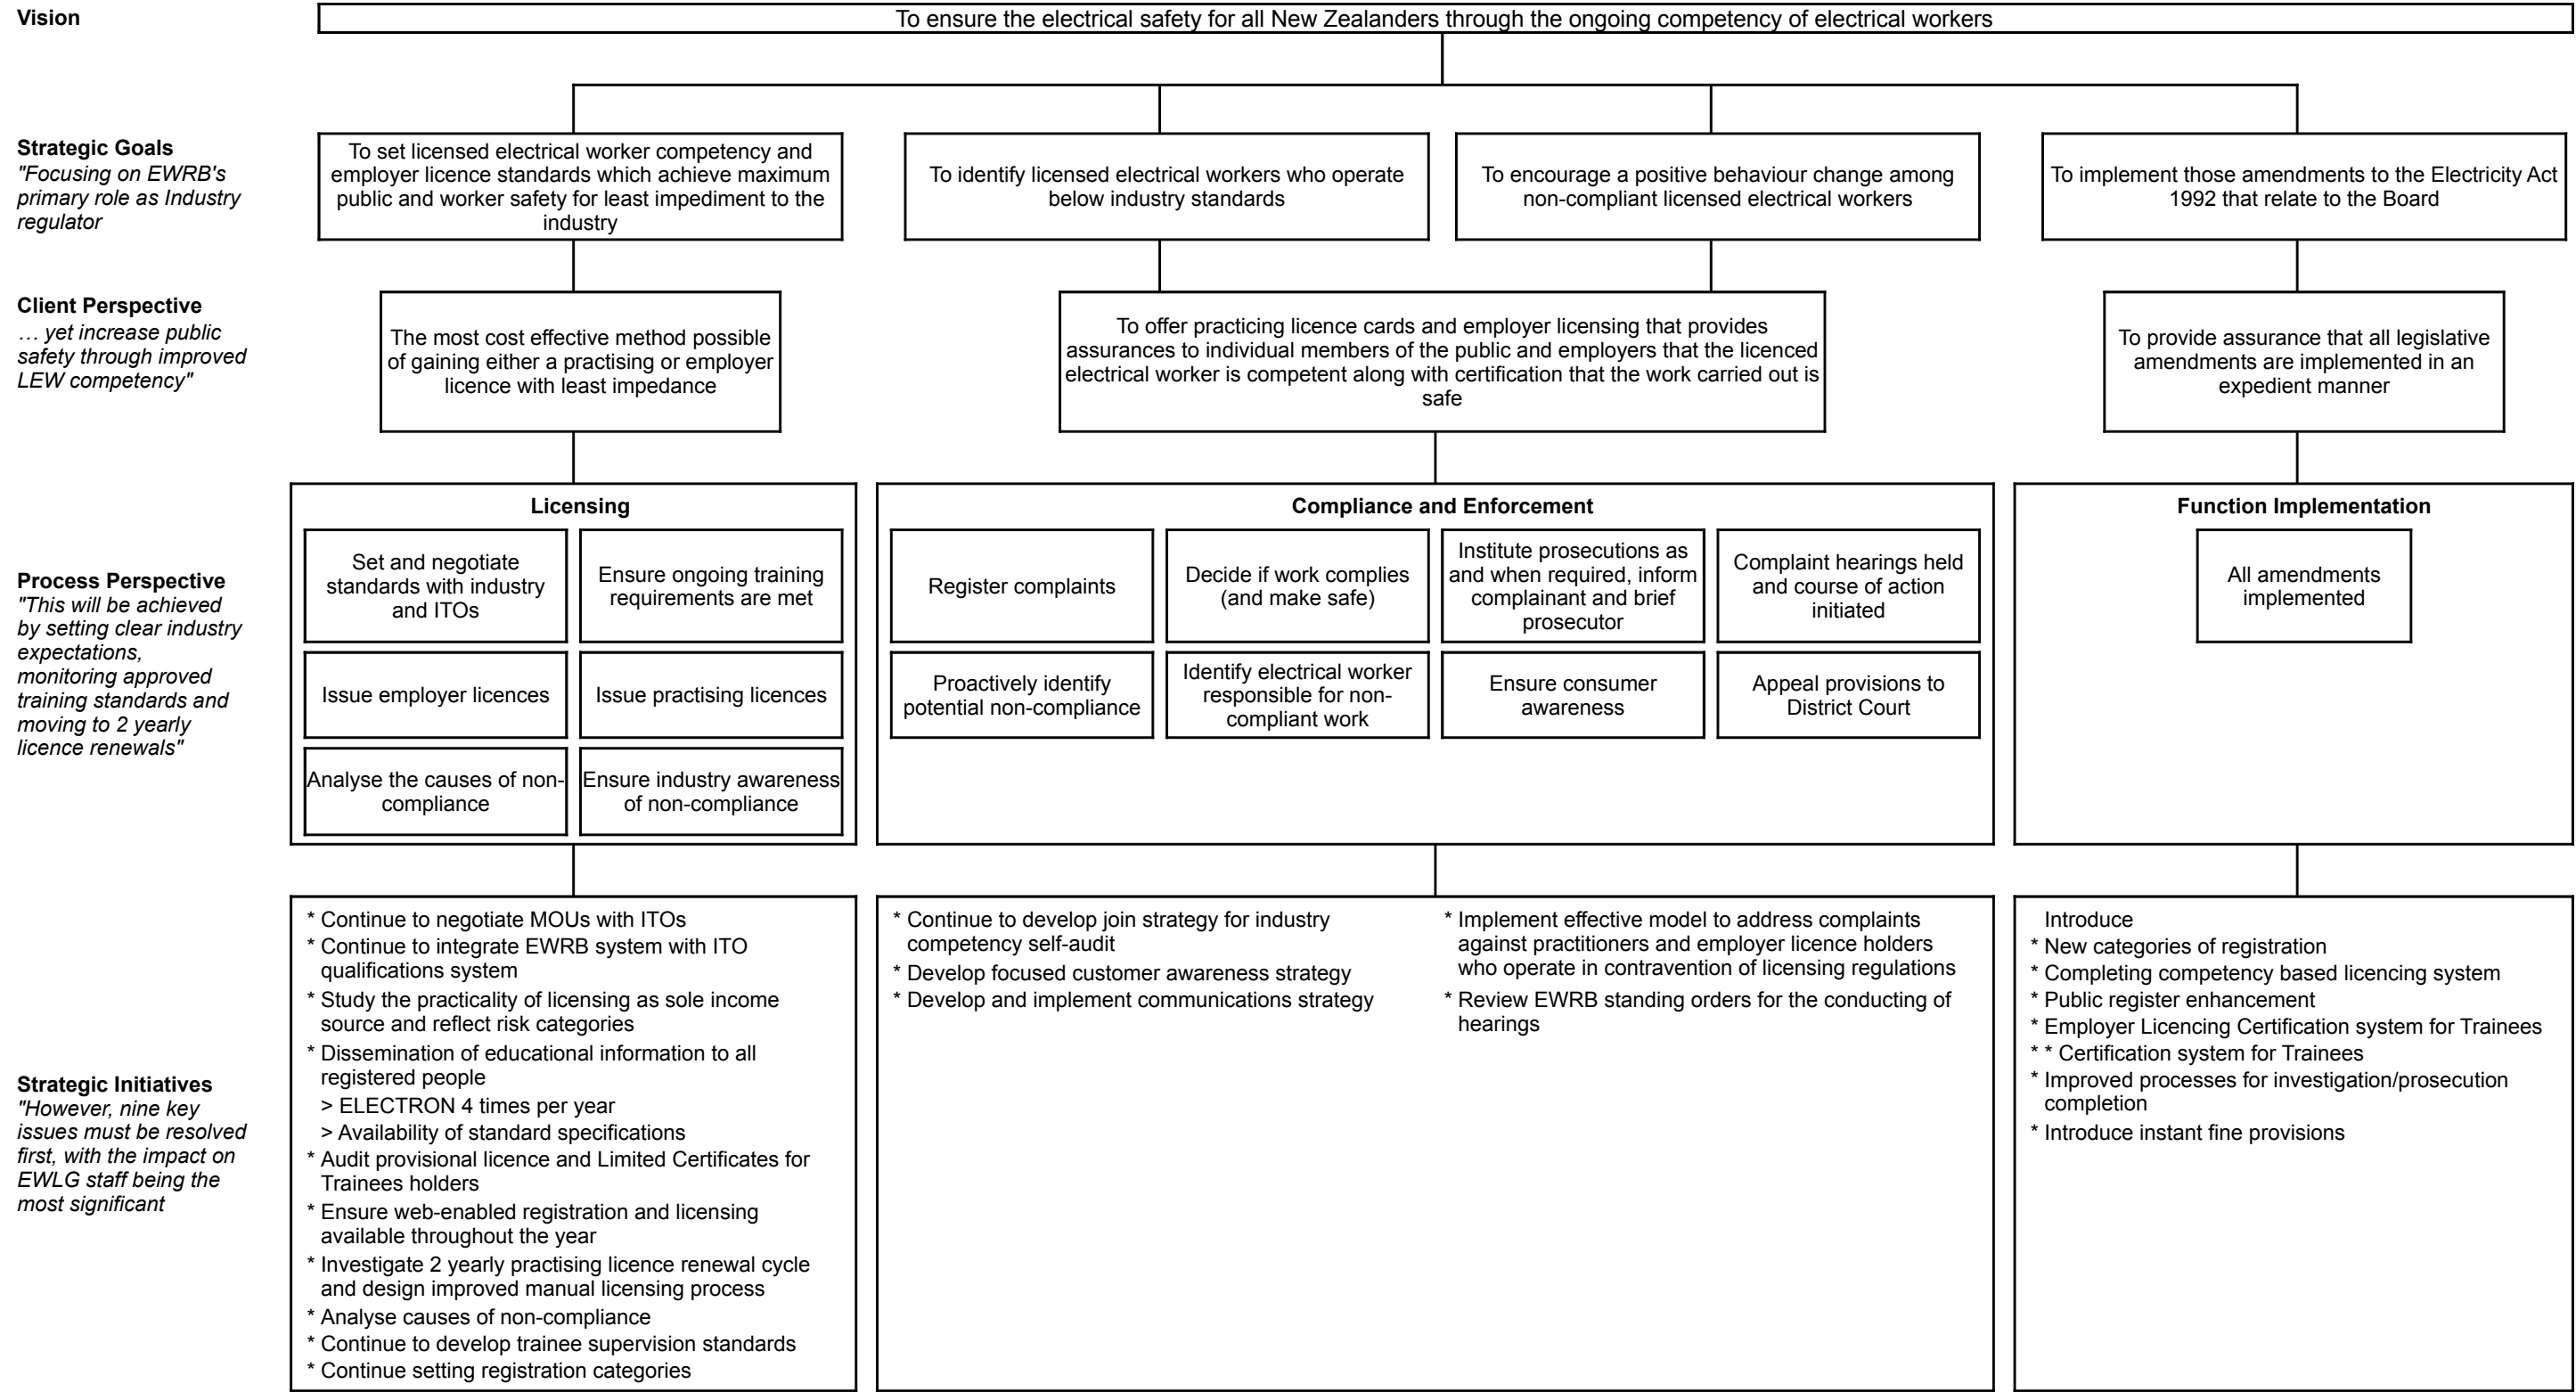 Vision
To ensure the electrical safety for all New Zealanders through the ongoing competency of electrical workers
Strategic Goals
"Focusing on EWRB's
primary role as Industry
regulator
To set licensed electrical worker competency and
employer licence standards which achieve maximum
public and worker safety for least impediment to the
industry
To identify licensed electrical workers who operate
below industry standards
To encourage a positive behaviour change among
non-compliant licensed electrical workers
To implement those amendments to the Electricity Act
1992 that relate to the Board
Client Perspective
… yet increase public
safety through improved
LEW competency"
The most cost effective method possible
of gaining either a practising or employer
licence with least impedance
To offer practicing licence cards and employer licensing that provides
assurances to individual members of the public and employers that the licenced
electrical worker is competent along with certification that the work carried out is
safe
To provide assurance that all legislative
amendments are implemented in an
expedient manner
Process Perspective
"This will be achieved
by setting clear industry
expectations,
monitoring approved
training standards and
moving to 2 yearly
licence renewals"
Licensing
Set and negotiate
standards with industry
and ITOs
Ensure ongoing training
requirements are met
Issue employer licences
Issue practising licences
Analyse the causes of non-
compliance
Ensure industry awareness
of non-compliance
Compliance and Enforcement
Register complaints
Decide if work complies
(and make safe)
Institute prosecutions as
and when required, inform
complainant and brief
prosecutor
Complaint hearings held
and course of action
initiated
Proactively identify
potential non-compliance
Identify electrical worker
responsible for non-
compliant work
Ensure consumer
awareness
Appeal provisions to
District Court
Function Implementation
All amendments
implemented
Strategic Initiatives
"However, nine key
issues must be resolved
first, with the impact on
EWLG staff being the
most significant
* Continue to negotiate MOUs with ITOs
* Continue to integrate EWRB system with ITO
qualifications system
* Study the practicality of licensing as sole income
source and reflect risk categories
* Dissemination of educational information to all
registered people
> ELECTRON 4 times per year
> Availability of standard specifications
* Audit provisional licence and Limited Certificates for
Trainees holders
* Ensure web-enabled registration and licensing
available throughout the year
* Investigate 2 yearly practising licence renewal cycle
and design improved manual licensing process
* Analyse causes of non-compliance
* Continue to develop trainee supervision standards
* Continue setting registration categories
* Continue to develop join strategy for industry
competency self-audit
* Develop focused customer awareness strategy
* Develop and implement communications strategy
* Implement effective model to address complaints
against practitioners and employer licence holders
who operate in contravention of licensing regulations
* Review EWRB standing orders for the conducting of
hearings
Introduce
* New categories of registration
* Completing competency based licencing system
* Public register enhancement
* Employer Licencing Certification system for Trainees
* * Certification system for Trainees
* Improved processes for investigation/prosecution
completion
* Introduce instant fine provisions